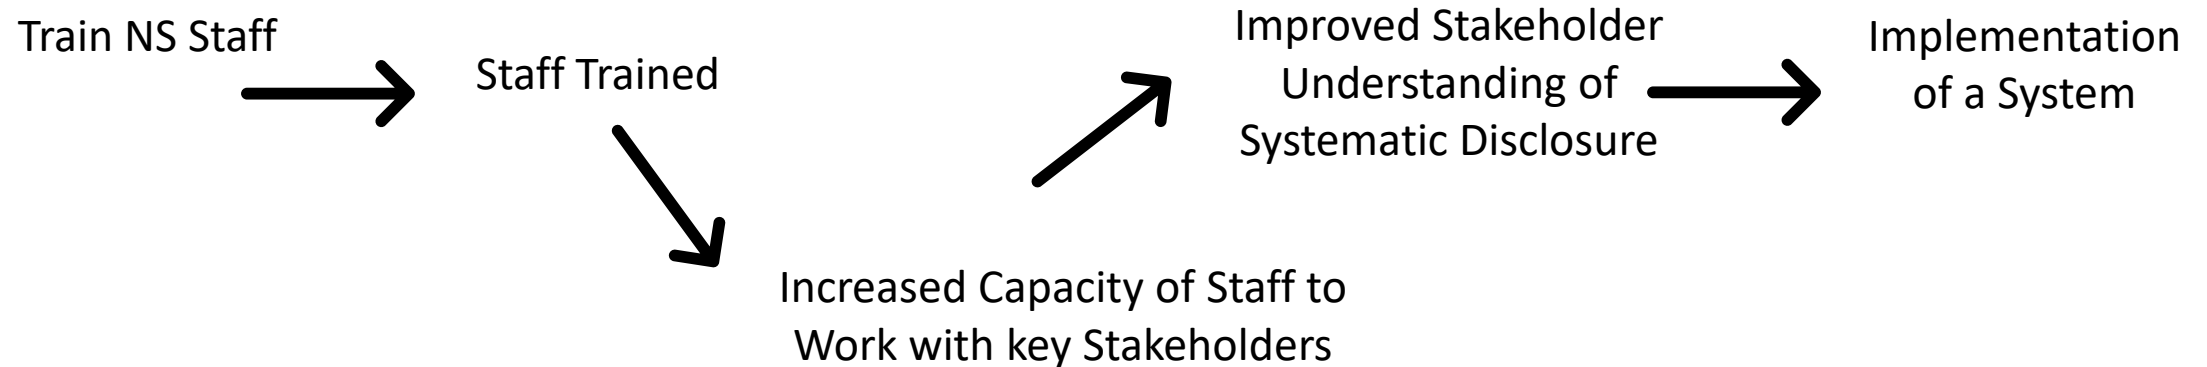 Train NS Staff
Staff Trained
Increased Capacity of Staff to
Work with key Stakeholders
Improved Stakeholder
Understanding of
Systematic Disclosure
Implementation
of a System